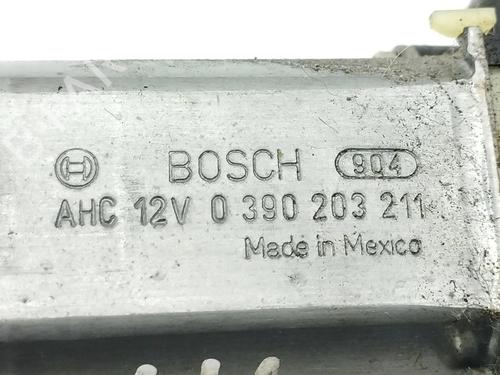 BOSCH 904
AHC 12V 0 390 203 211
Made in Mexico